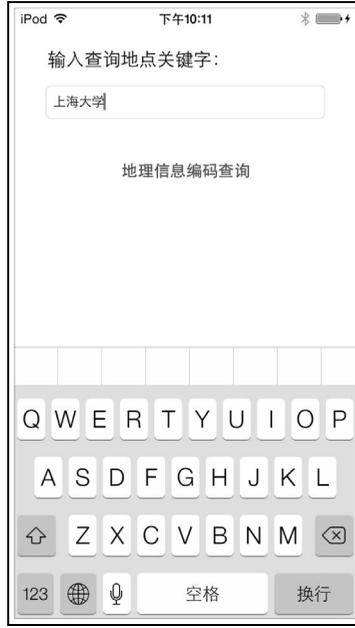 iPod 下午10:11
输入查询地点关键字：
上海大学
地理信息编码查询
Q W E R T Y U I O P
A S D F G H J K L
Z X C V B N M
123 空格 换行